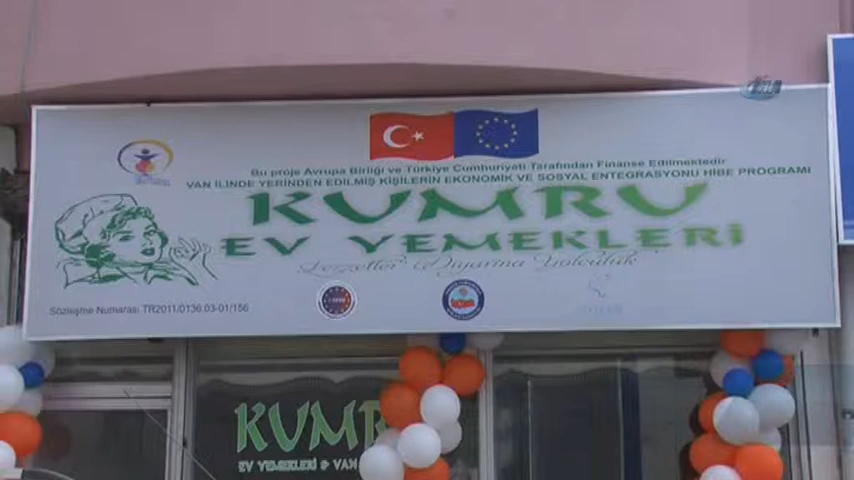 Bu proje Avrupa Birliği ve Türkiye Cumhuriyeti Tarafından Finanse Edilmektedir
VAN İLİNDE YERİNDEN EDİLMİŞ KİŞİLERİN EKONOMİK VE SOSYAL ENTEGRASYONU HİBE PROGRAMI
KUMRU
EV YEMEKLERİ
Lezzetler Diyarına Yolculuk
Sözleşme Numarası TR2011/0136.03-01/156
KUMRU
EV YEMEKLERİ & VAN